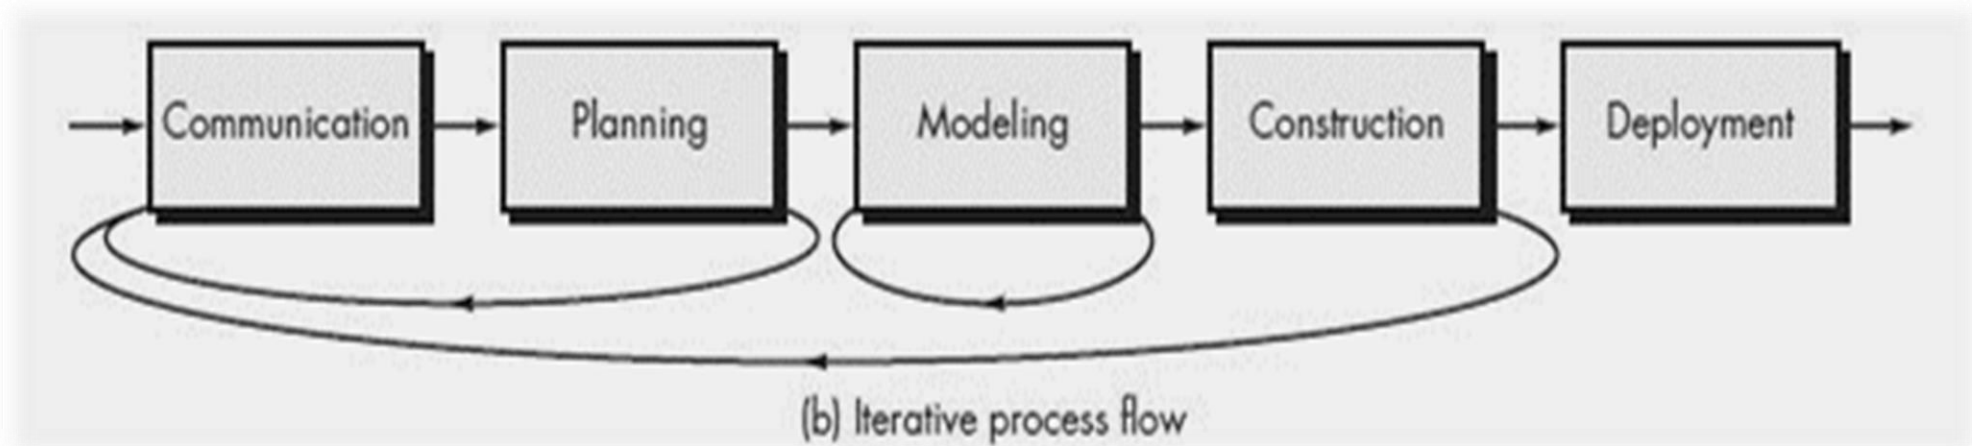 Communication
Planning
Modeling
Construction
Deployment
(b) Iterative process flow